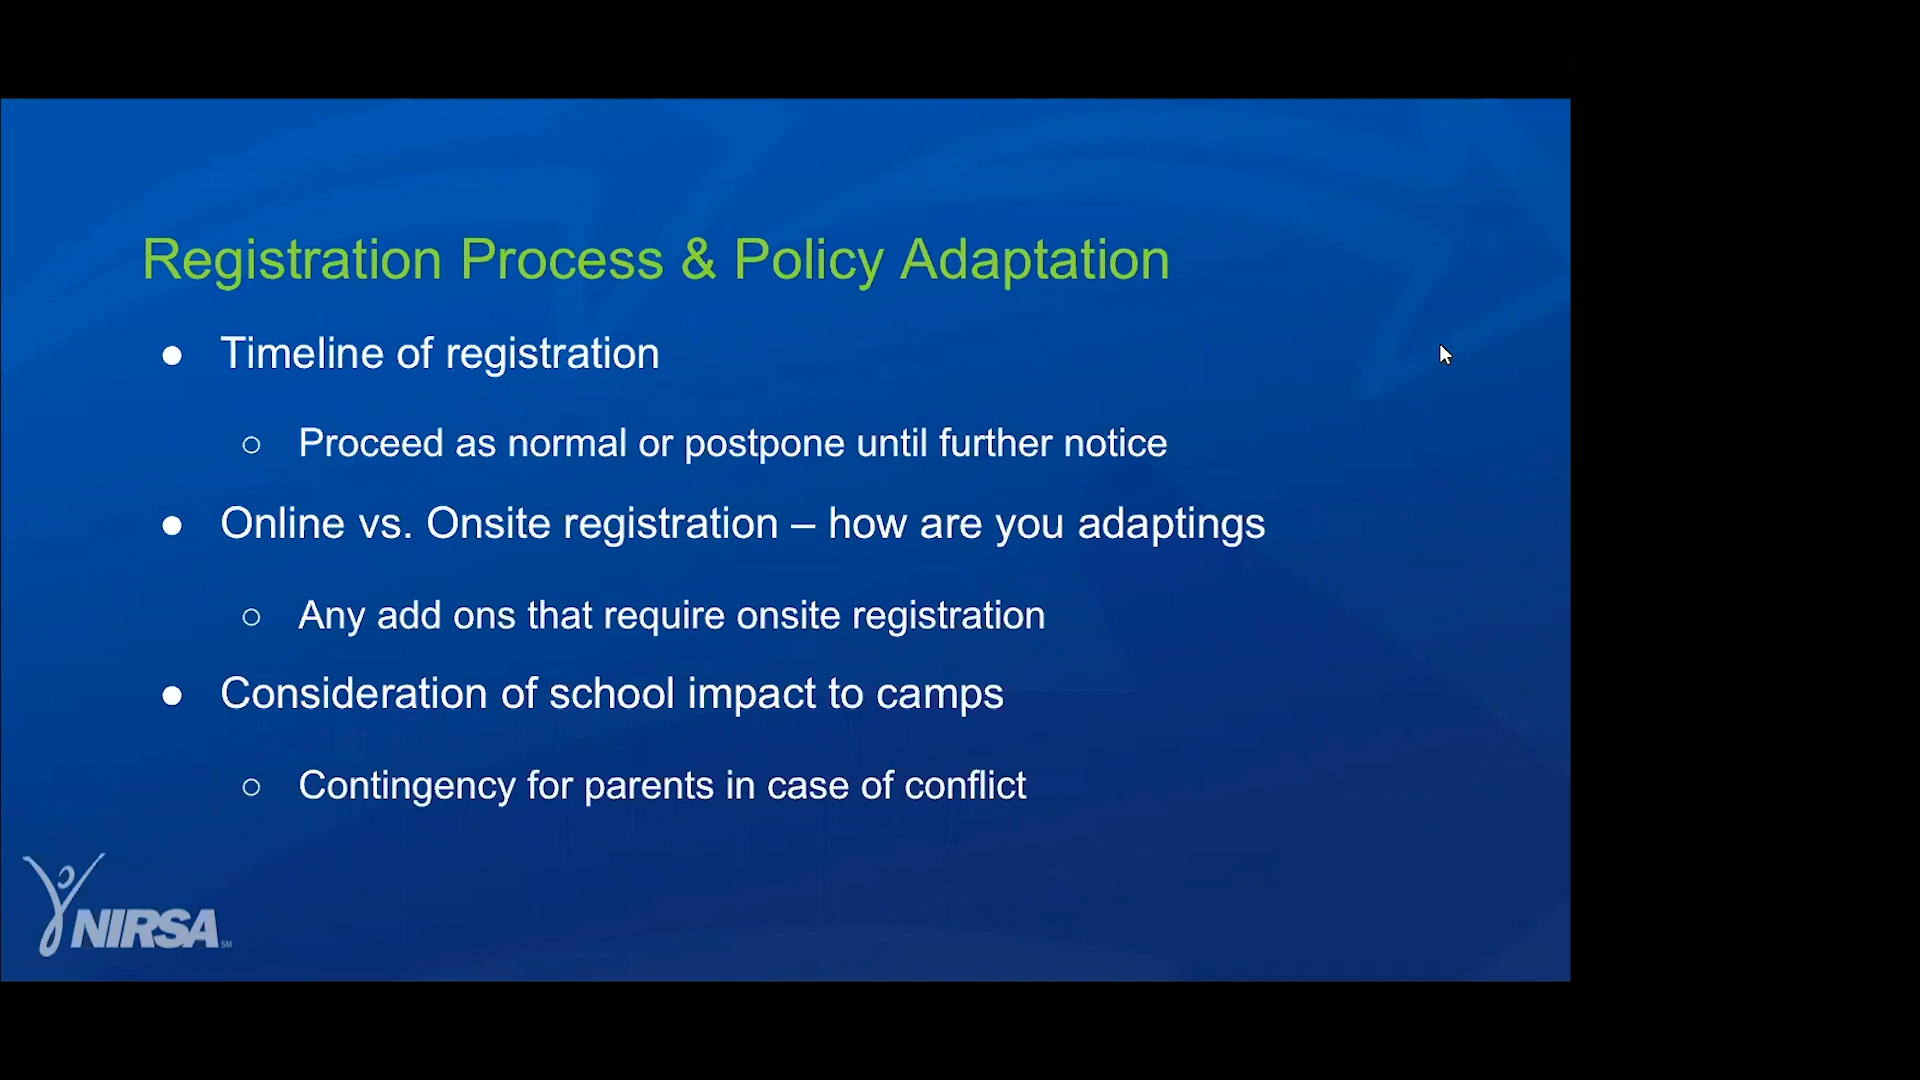 Registration Process & Policy Adaptation
● Timeline of registration
○ Proceed as normal or postpone until further notice
● Online vs. Onsite registration – how are you adaptings
○ Any add ons that require onsite registration
● Consideration of school impact to camps
○ Contingency for parents in case of conflict
NIRSA SM